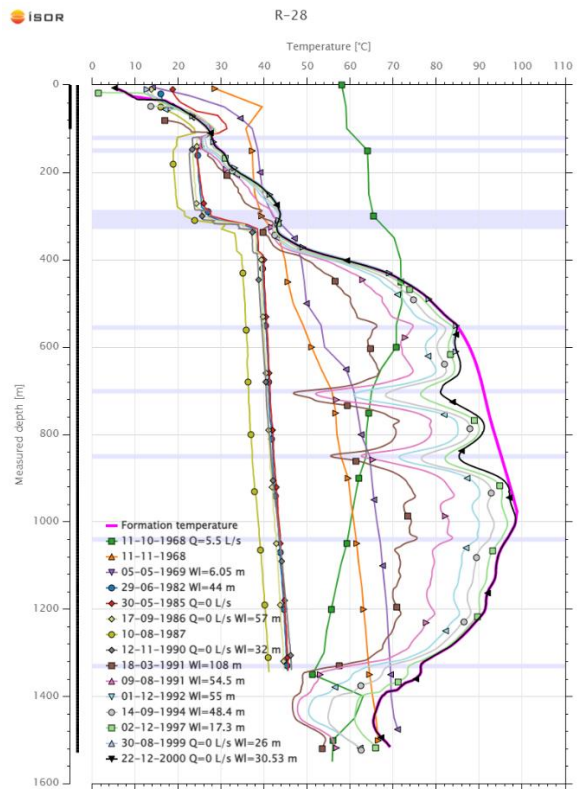 ÍSOR
R-28
Temperature [°C]
0 10 20 30 40 50 60 70 80 90 100 110
0
200
400
600
800
1000
1200
1400
1600
Measured depth [m]
Formation temperature
11-10-1968 Q=5.5 L/s
11-11-1968
05-05-1969 Wl=6.05 m
29-06-1982 Wl=44 m
30-05-1985 Q=0 L/s
17-09-1986 Q=0 L/s Wl=57 m
10-08-1987
12-11-1990 Q=0 L/s Wl=32 m
18-03-1991 Wl=108 m
09-08-1991 Wl=54.5 m
01-12-1992 Wl=55 m
14-09-1994 Wl=48.4 m
02-12-1997 Wl=17.3 m
30-08-1999 Q=0 L/s Wl=26 m
22-12-2000 Q=0 L/s Wl=30.53 m